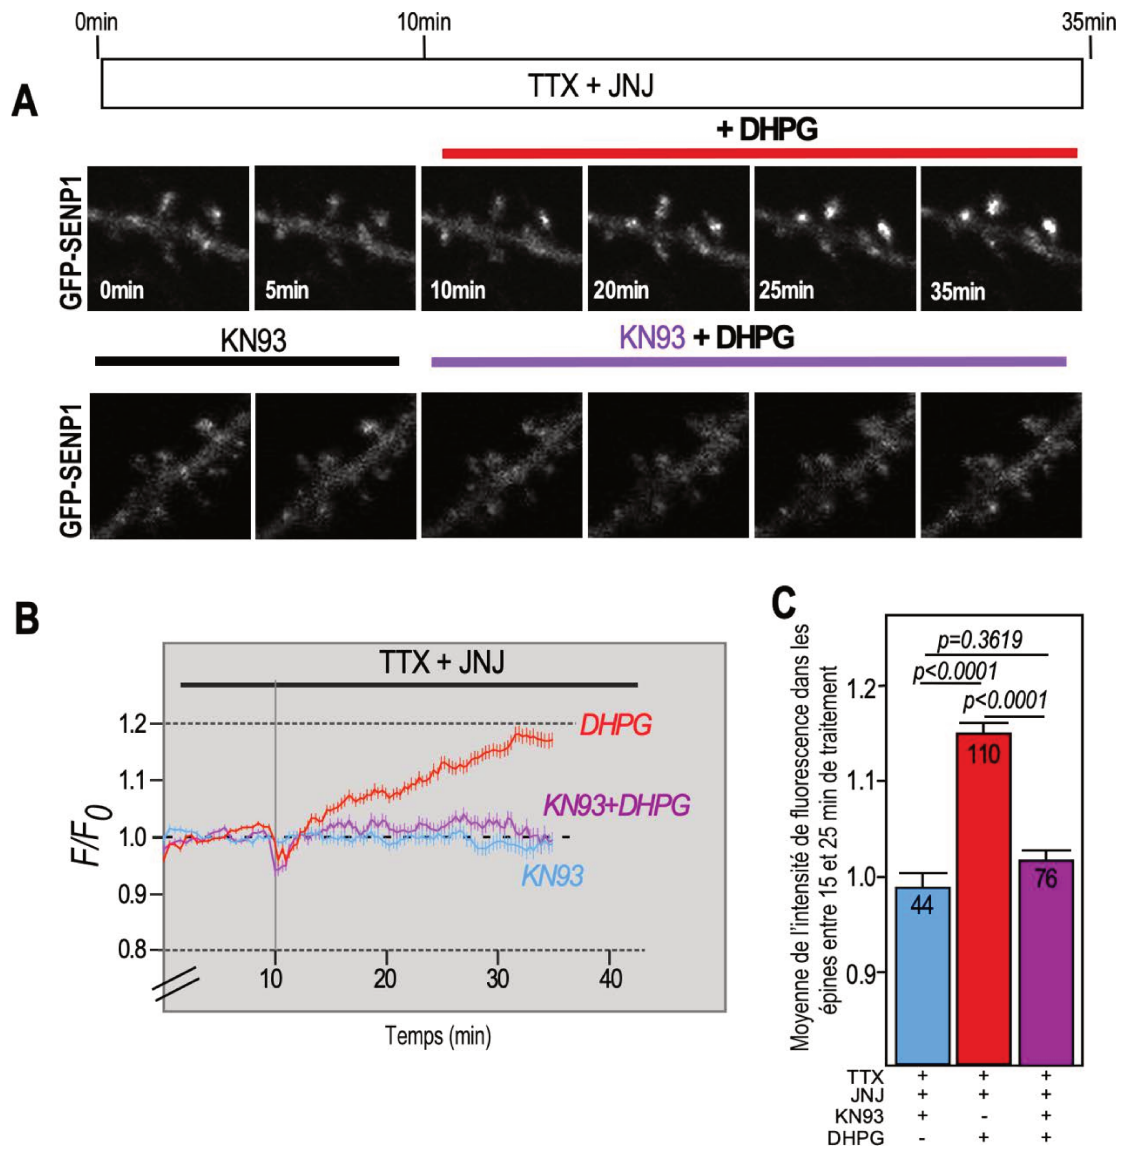 0min 10min 35min
TTX + JNJ
A
+ DHPG
GFP-SENP1
0min 5min 10min 20min 25min 35min
KN93 KN93 + DHPG
GFP-SENP1
B
TTX + JNJ
1.2
1.1
1.0
0.9
0.8
F/F0
DHPG
KN93+DHPG
KN93
10 20 30 40
Temps (min)
C
Moyenne de l'intensité de fluorescence dans les
épines entre 15 et 25 min de traitement
p=0.3619
p<0.0001
p<0.0001
1.2
1.1
1.0
0.9
44 110 76
TTX + + +
JNJ + + +
KN93 + - +
DHPG - + +